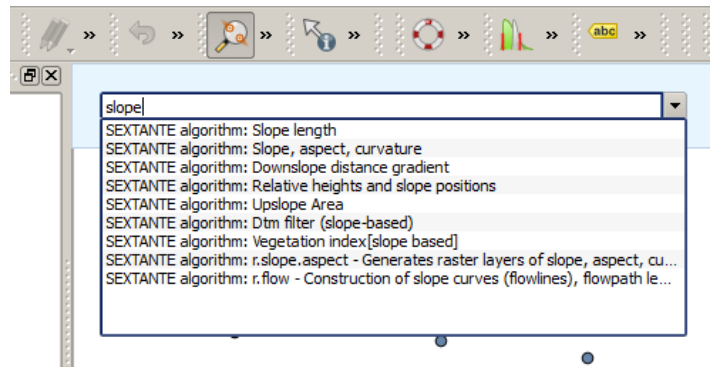 abc
slope
SEXTANTE algorithm: Slope length
SEXTANTE algorithm: Slope, aspect, curvature
SEXTANTE algorithm: Downslope distance gradient
SEXTANTE algorithm: Relative heights and slope positions
SEXTANTE algorithm: Upslope Area
SEXTANTE algorithm: Dtm filter (slope-based)
SEXTANTE algorithm: Vegetation index[slope based]
SEXTANTE algorithm: r.slope.aspect - Generates raster layers of slope, aspect, cu...
SEXTANTE algorithm: r.flow - Construction of slope curves (flowlines), flowpath le...